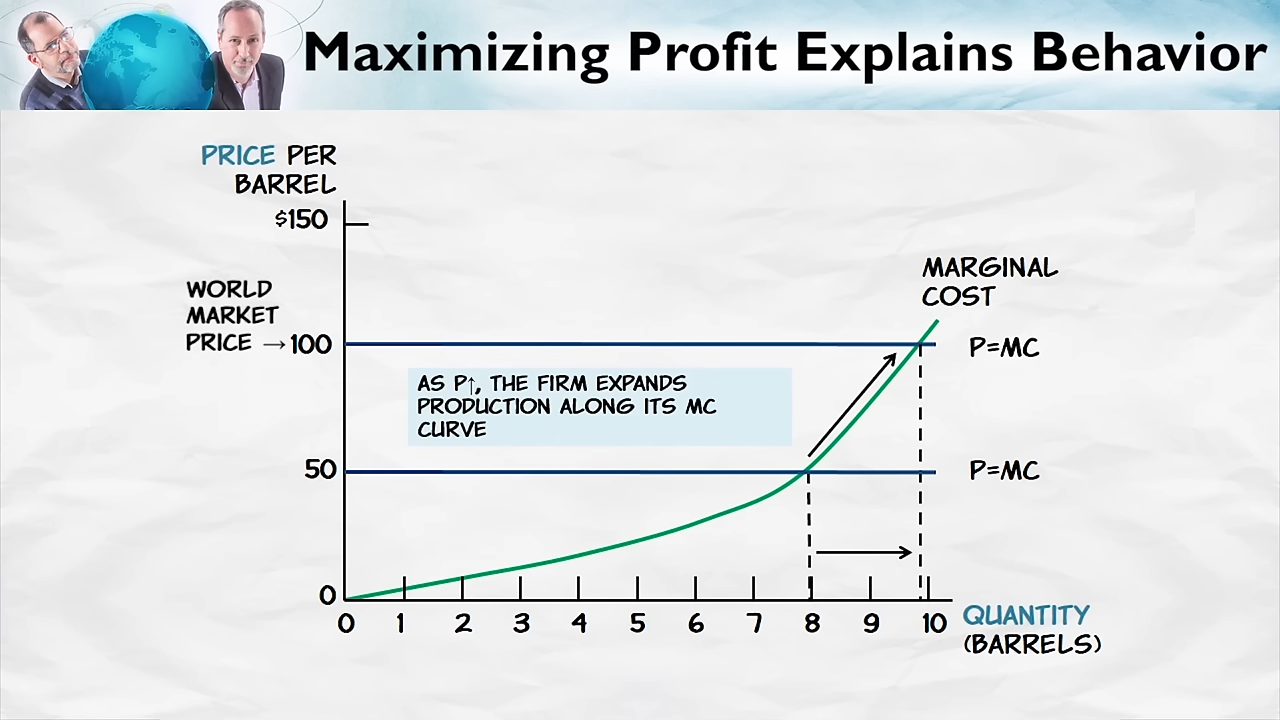 Maximizing Profit Explains Behavior
PRICE PER
BARREL
$150
WORLD
MARKET
PRICE →100
MARGINAL
COST
P=MC
AS P↑, THE FIRM EXPANDS
PRODUCTION ALONG ITS MC
CURVE
50
P=MC
0
0 1 2 3 4 5 6 7 8 9 10
QUANTITY
(BARRELS)